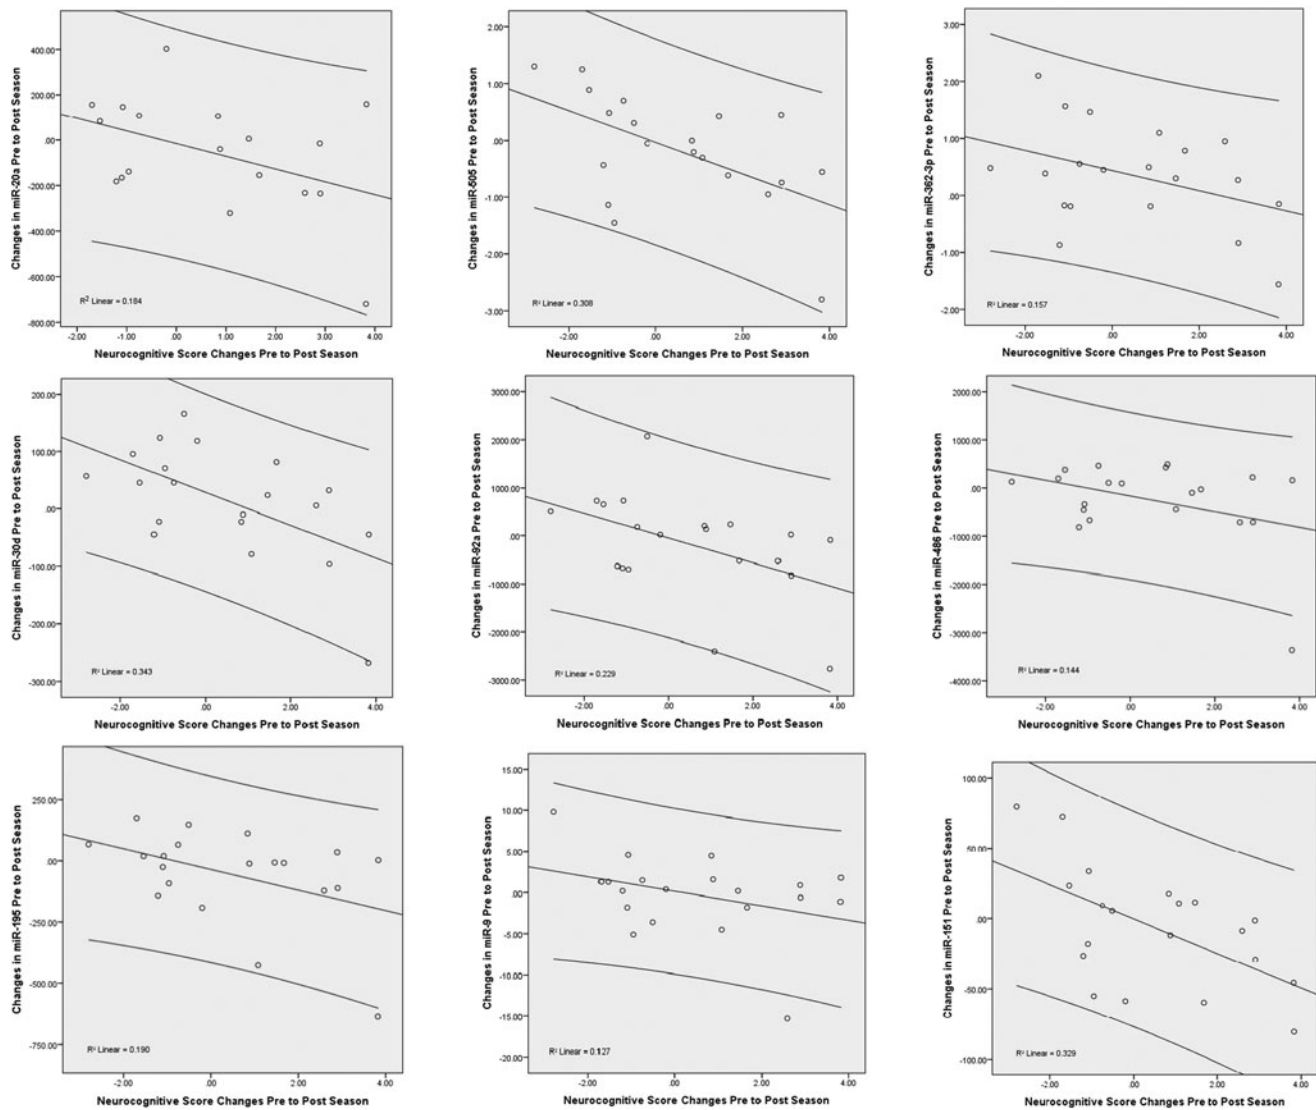 Changes in miR-20a Pre to Post Season
400.00
200.00
.00
-200.00
-400.00
-600.00
-800.00
R² Linear = 0.184
-2.00 -1.00 .00 1.00 2.00 3.00 4.00
Neurocognitive Score Changes Pre to Post Season
Changes in miR-505 Pre to Post Season
2.00
1.00
.00
-1.00
-2.00
-3.00
R² Linear = 0.308
-2.00 .00 2.00 4.00
Neurocognitive Score Changes Pre to Post Season
Changes in miR-362-3p Pre to Post Season
3.00
2.00
1.00
.00
-1.00
-2.00
R² Linear = 0.157
-2.00 .00 2.00 4.00
Neurocognitive Score Changes Pre to Post Season
Changes in miR-30d Pre to Post Season
200.00
100.00
.00
-100.00
-200.00
-300.00
R² Linear = 0.343
-2.00 .00 2.00 4.00
Neurocognitive Score Changes Pre to Post Season
Changes in miR-92a Pre to Post Season
3000.00
2000.00
1000.00
.00
-1000.00
-2000.00
-3000.00
R² Linear = 0.229
-2.00 .00 2.00 4.00
Neurocognitive Score Changes Pre to Post Season
Changes in miR-486 Pre to Post Season
2000.00
1000.00
.00
-1000.00
-2000.00
-3000.00
-4000.00
R² Linear = 0.144
-2.00 .00 2.00 4.00
Neurocognitive Score Changes Pre to Post Season
Changes in miR-195 Pre to Post Season
250.00
.00
-250.00
-500.00
-750.00
R² Linear = 0.190
-2.00 .00 2.00 4.00
Neurocognitive Score Changes Pre to Post Season
Changes in miR-9 Pre to Post Season
15.00
10.00
5.00
.00
-5.00
-10.00
-15.00
-20.00
R² Linear = 0.127
-2.00 .00 2.00 4.00
Neurocognitive Score Changes Pre to Post Season
Changes in miR-151 Pre to Post Season
100.00
50.00
.00
-50.00
-100.00
R² Linear = 0.329
-2.00 .00 2.00 4.00
Neurocognitive Score Changes Pre to Post Season